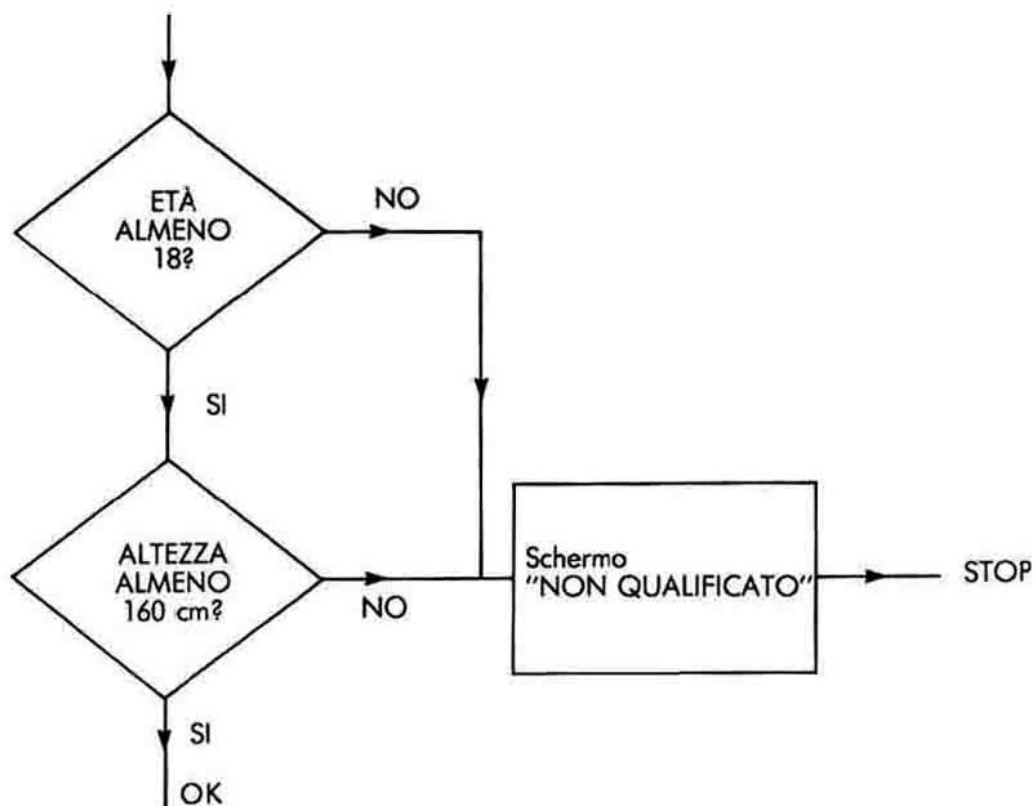 ETÀ
ALMENO
18?
NO
SI
ALTEZZA
ALMENO
160 cm?
NO
Schermo
"NON QUALIFICATO"
STOP
SI
OK